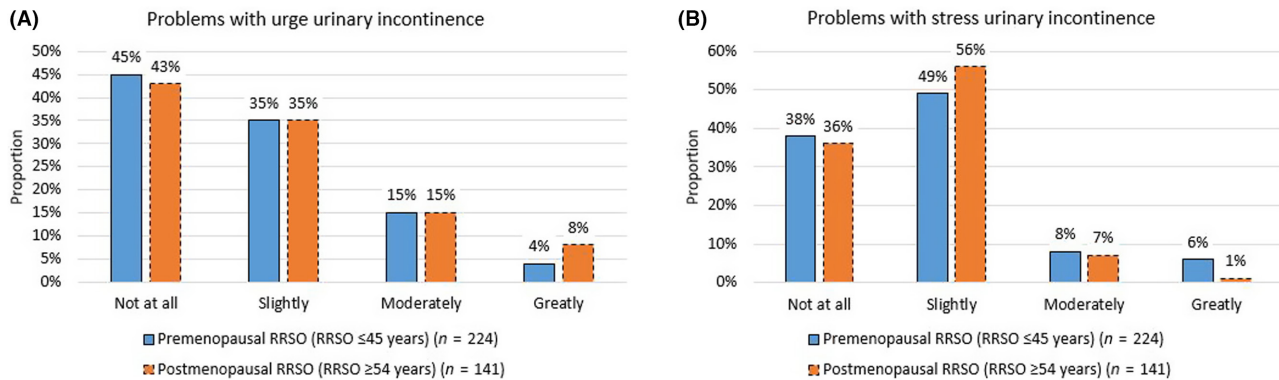 (A)
Problems with urge urinary incontinence
Proportion
50%
45%
40%
35%
30%
25%
20%
15%
10%
5%
0%
45%
43%
35%
35%
15%
15%
4%
8%
Not at all
Slightly
Moderately
Greatly
Premenopausal RRSO (RRSO ≤45 years) (n = 224)
Postmenopausal RRSO (RRSO ≥54 years) (n = 141)
(B)
Problems with stress urinary incontinence
Proportion
60%
50%
40%
30%
20%
10%
0%
38%
36%
49%
56%
8%
7%
6%
1%
Not at all
Slightly
Moderately
Greatly
Premenopausal RRSO (RRSO ≤45 years) (n = 224)
Postmenopausal RRSO (RRSO ≥54 years) (n = 141)